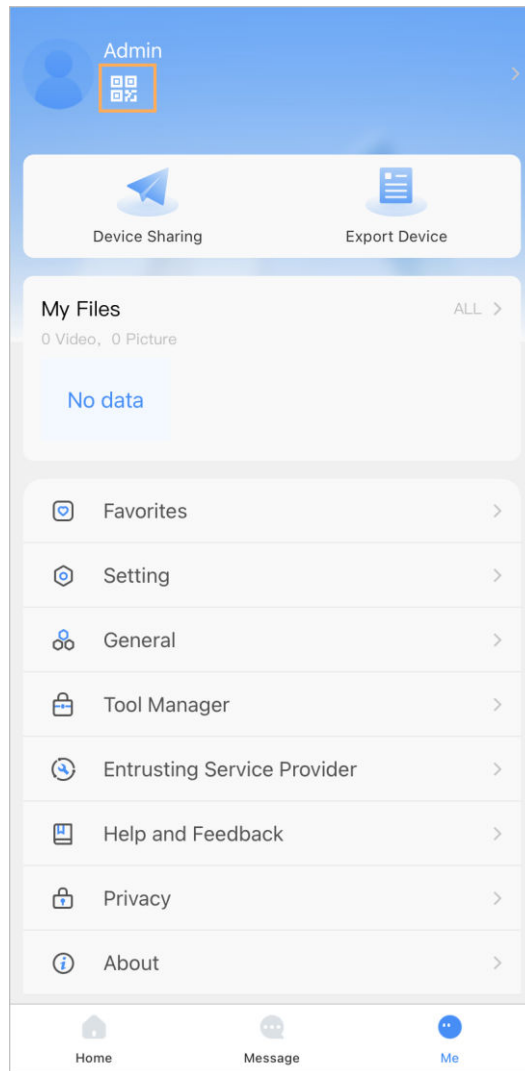 Admin
Device Sharing
Export Device
My Files
ALL
0 Video, 0 Picture
No data
Favorites
Setting
General
Tool Manager
Entrusting Service Provider
Help and Feedback
Privacy
About
Home
Message
Me